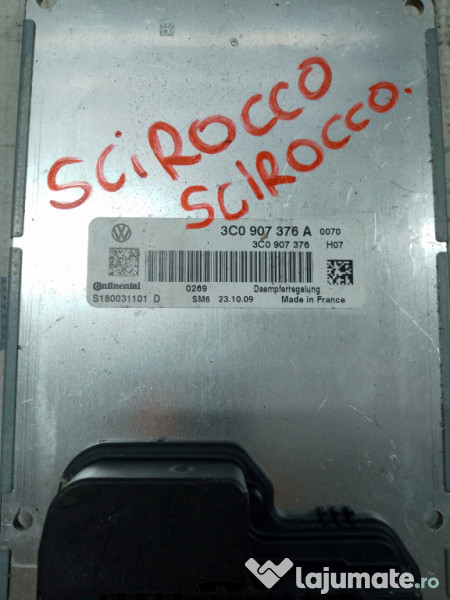 SCIROCCO
SCIROCCO.
3C0 907 376 A 0070
3C0 907 376 H07
Continental
0269 Daempferregelung
S180031101 D SM6 23.10.09 Made in France
lajumate.ro